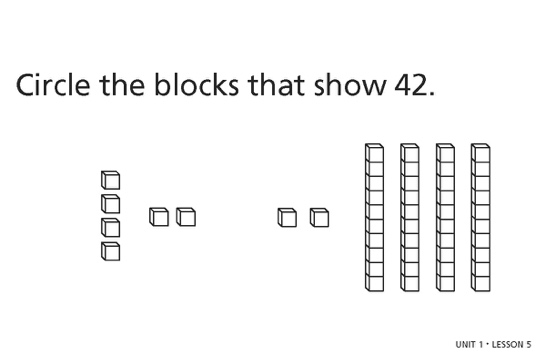 Circle the blocks that show 42.
UNIT 1 • LESSON 5